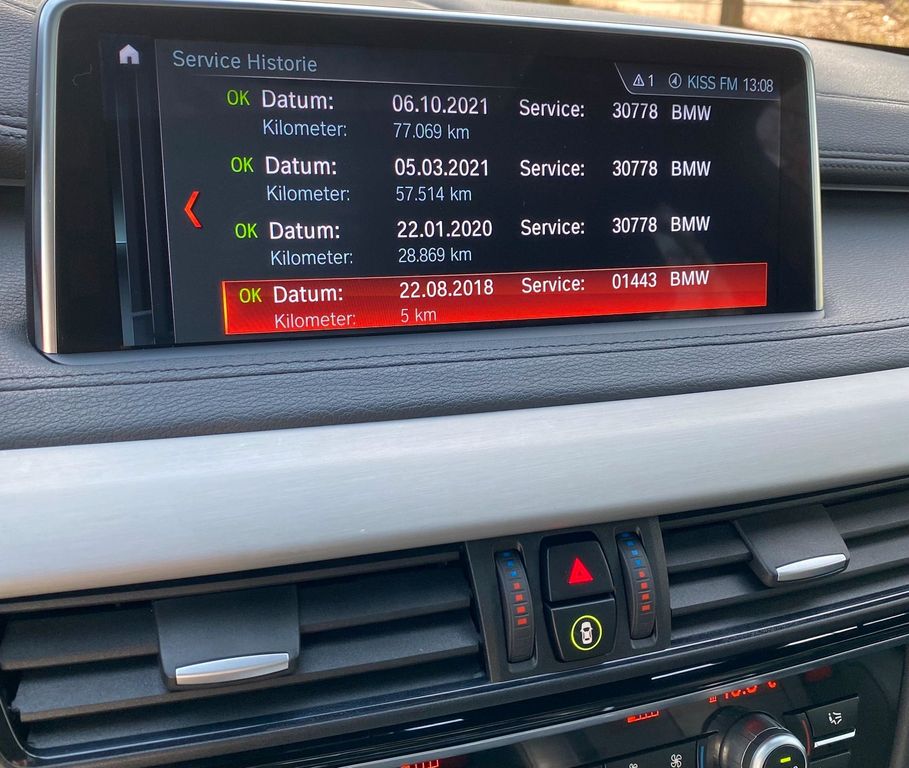 Service Historie
1 KISS FM 13:08
OK Datum: 06.10.2021 Service: 30778 BMW
Kilometer: 77.069 km
OK Datum: 05.03.2021 Service: 30778 BMW
Kilometer: 57.514 km
OK Datum: 22.01.2020 Service: 30778 BMW
Kilometer: 28.869 km
OK Datum: 22.08.2018 Service: 01443 BMW
Kilometer: 5 km